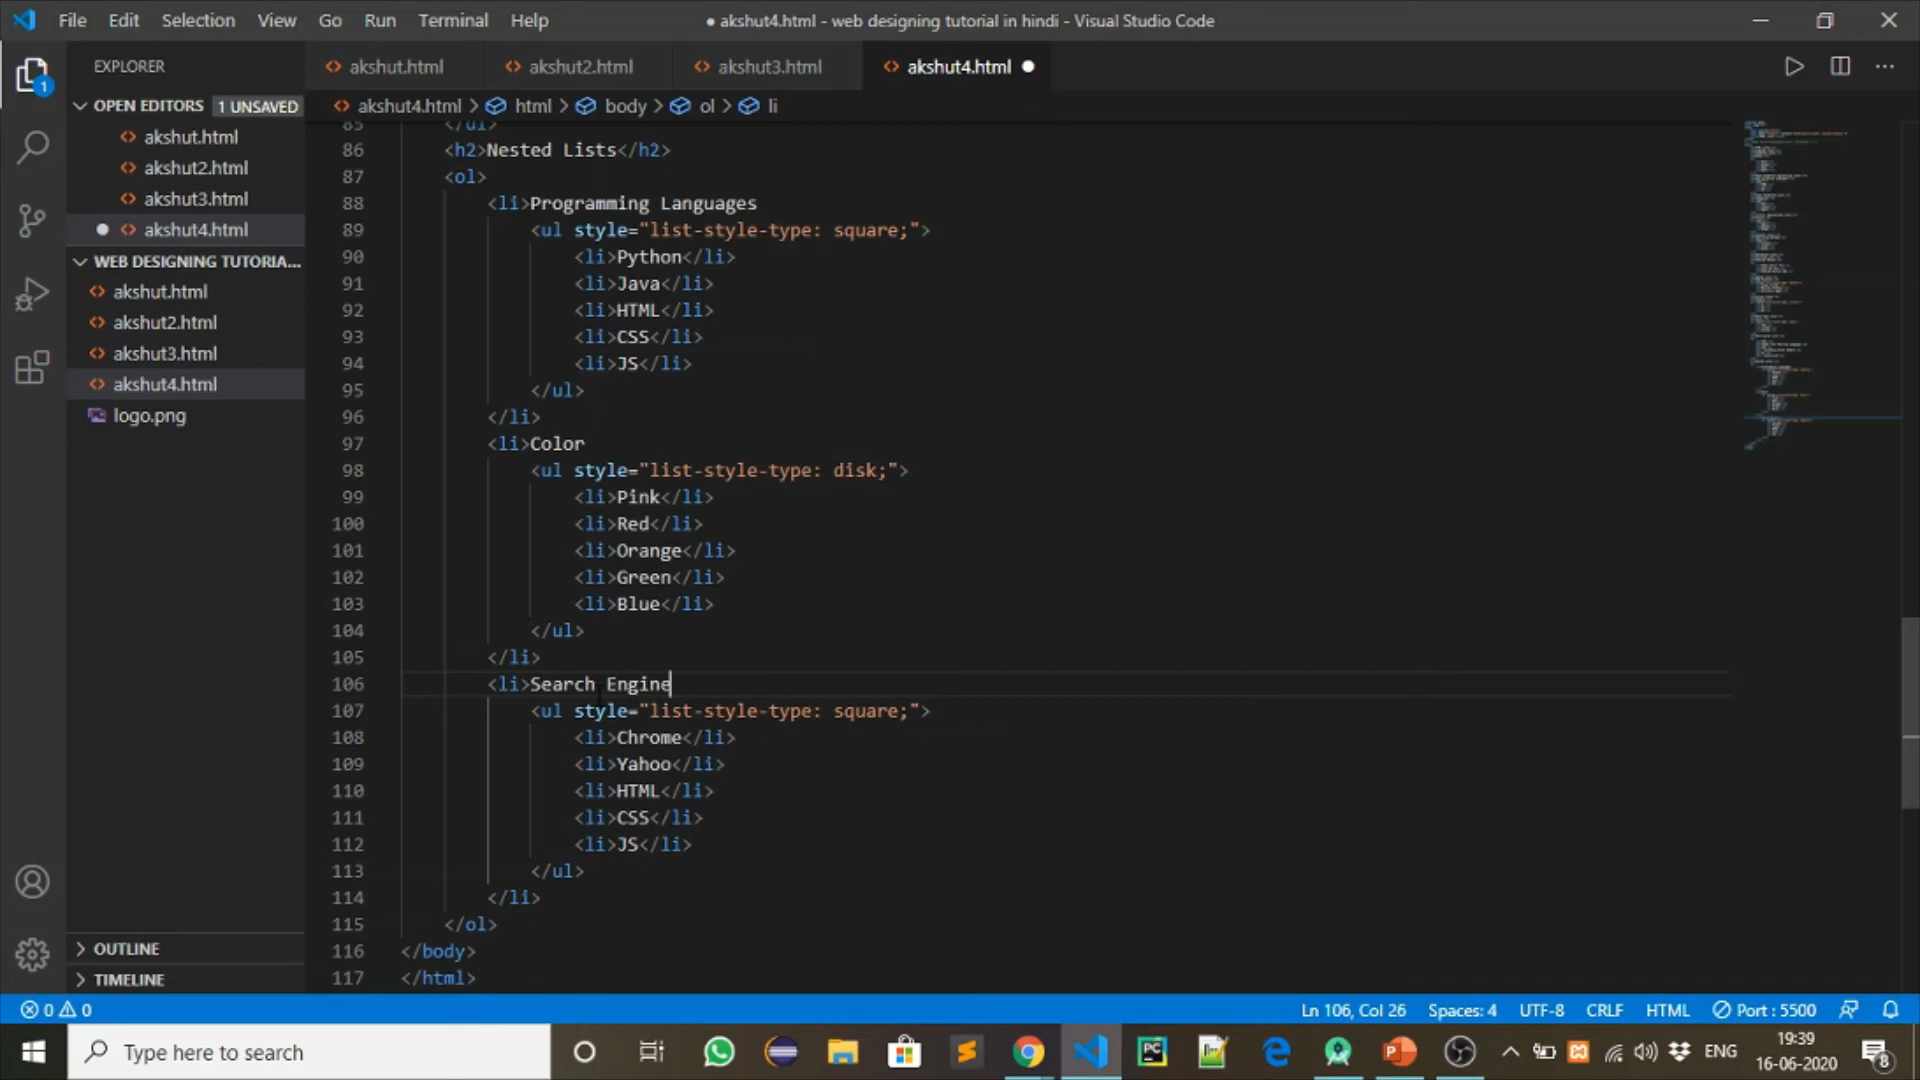 File Edit Selection View Go Run Terminal Help ● akshut4.html - web designing tutorial in hindi - Visual Studio Code
EXPLORER
akshut.html akshut2.html akshut3.html akshut4.html
OPEN EDITORS 1 UNSAVED
akshut4.html > html > body > ol > li
akshut.html
akshut2.html
akshut3.html
akshut4.html
WEB DESIGNING TUTORIA...
akshut.html
akshut2.html
akshut3.html
akshut4.html
logo.png
1
85 </ul>
86 <h2>Nested Lists</h2>
87 <ol>
88 <li>Programming Languages
89 <ul style="list-style-type: square;">
90 <li>Python</li>
91 <li>Java</li>
92 <li>HTML</li>
93 <li>CSS</li>
94 <li>JS</li>
95 </ul>
96 </li>
97 <li>Color
98 <ul style="list-style-type: disk;">
99 <li>Pink</li>
100 <li>Red</li>
101 <li>Orange</li>
102 <li>Green</li>
103 <li>Blue</li>
104 </ul>
105 </li>
106 <li>Search Engine
107 <ul style="list-style-type: square;">
108 <li>Chrome</li>
109 <li>Yahoo</li>
110 <li>HTML</li>
111 <li>CSS</li>
112 <li>JS</li>
113 </ul>
114 </li>
115 </ol>
116 </body>
117 </html>
OUTLINE
TIMELINE
0 0 Ln 106, Col 26 Spaces: 4 UTF-8 CRLF HTML Port : 5500
Type here to search
PC
P
ENG
19:39
16-06-2020
8